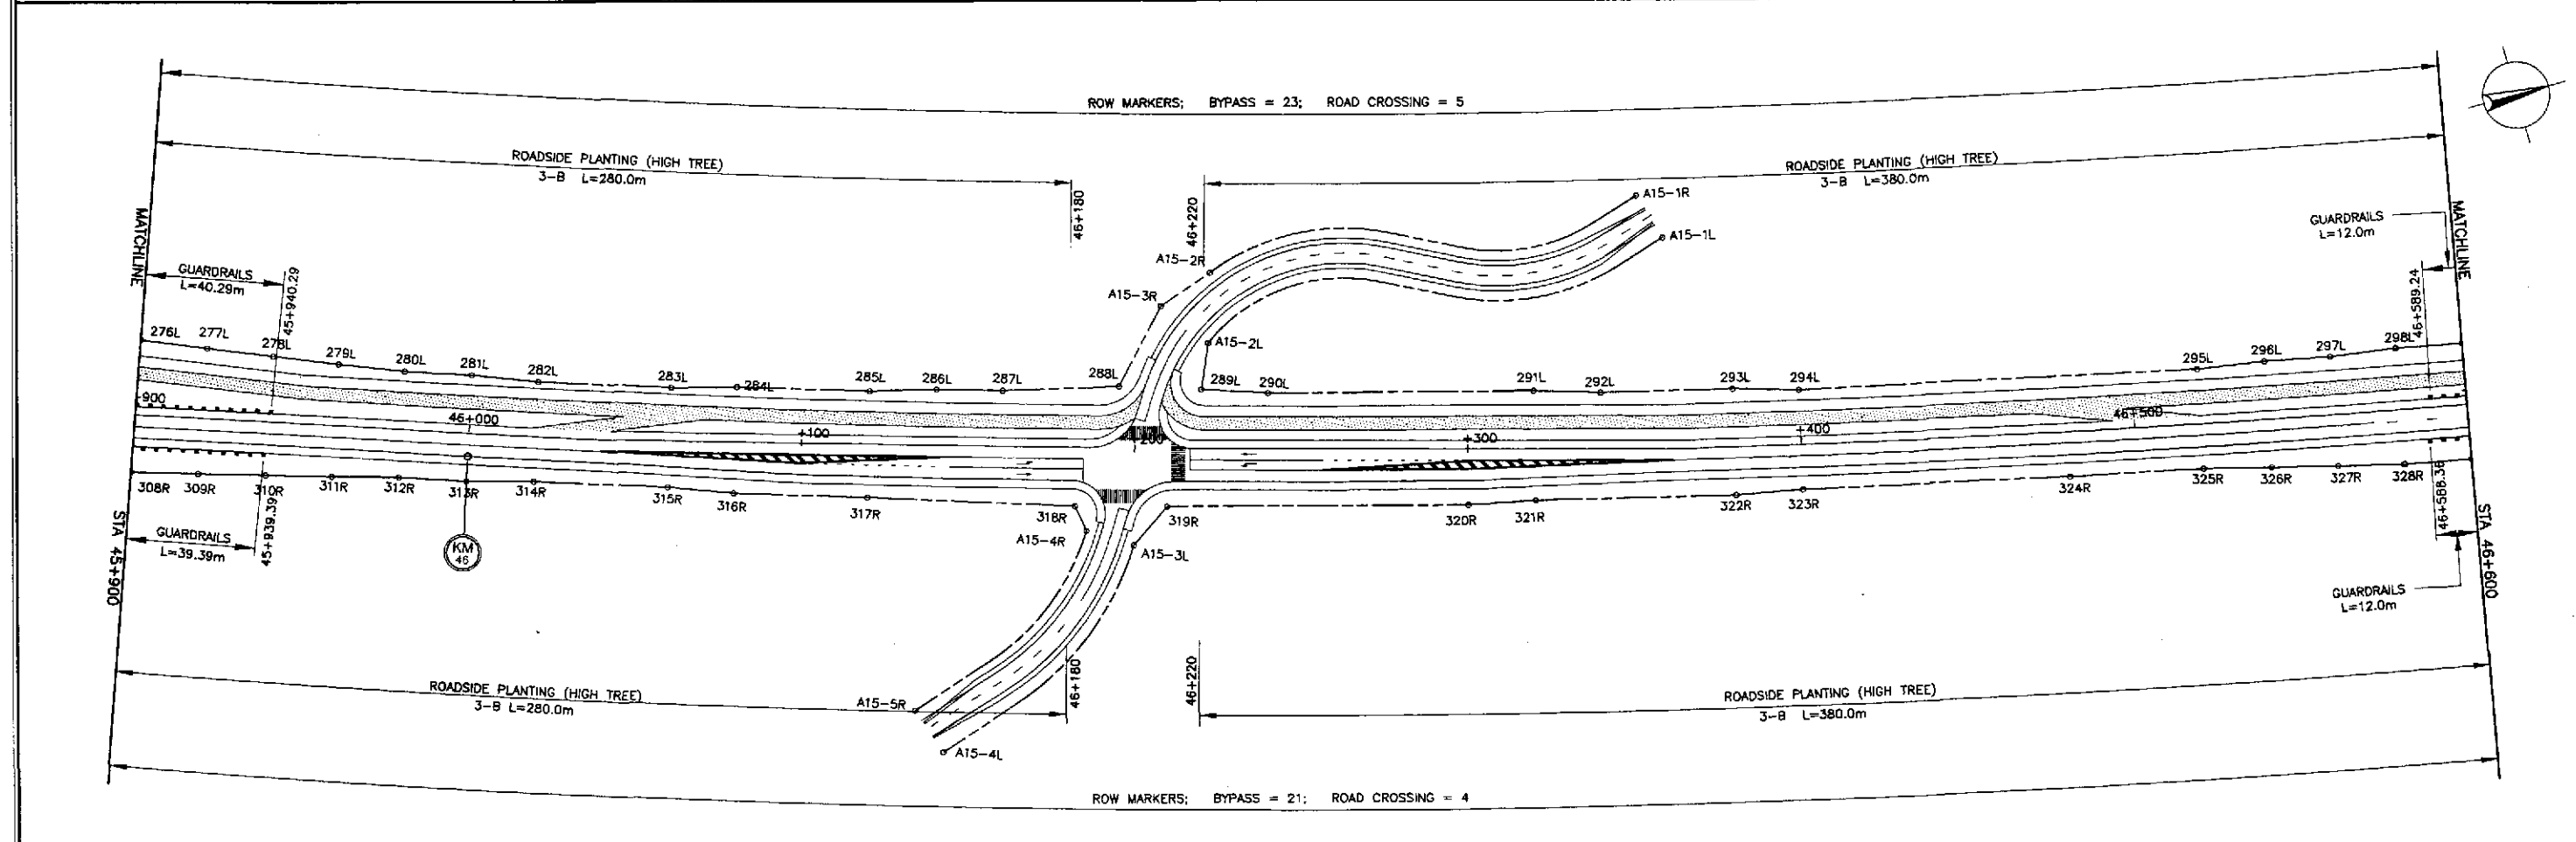 ROW MARKERS; BYPASS = 23; ROAD CROSSING = 5
ROADSIDE PLANTING (HIGH TREE)
3-B L=280.0m
ROADSIDE PLANTING (HIGH TREE)
3-B L=380.0m
46+180
46+220
A15-1R
A15-1L
A15-2R
A15-3R
A15-2L
MATCHLINE
GUARDRAILS
L=40.29m
45+940.29
GUARDRAILS
L=12.0m
46+589.24
MATCHLINE
276L
277L
278L
279L
280L
281L
282L
283L
284L
285L
286L
287L
288L
289L
290L
291L
292L
293L
294L
295L
296L
297L
298L
900
46+000
+100
200
+300
+400
46+500
308R
309R
310R
311R
312R
313R
314R
315R
316R
317R
318R
319R
320R
321R
322R
323R
324R
325R
326R
327R
328R
A15-4R
A15-3L
STA 45+900
GUARDRAILS
L=39.39m
45+939.39
KM
46
46+588.36
STA 46+600
GUARDRAILS
L=12.0m
ROADSIDE PLANTING (HIGH TREE)
3-B L=280.0m
A15-5R
A15-4L
46+180
46+220
ROADSIDE PLANTING (HIGH TREE)
3-B L=380.0m
ROW MARKERS; BYPASS = 21; ROAD CROSSING = 4